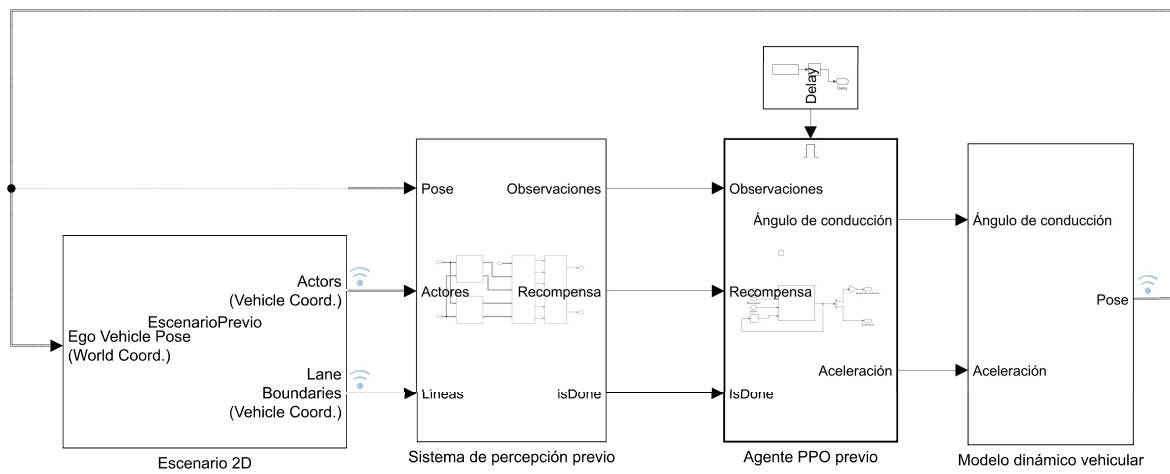 Delay
Delay
Pose
Observaciones
Observaciones
Ángulo de conducción
Ángulo de conducción
Actors
(Vehicle Coord.)
Actores
Recompensa
Recompensa
Pose
EscenarioPrevio
Ego Vehicle Pose
(World Coord.)
Lane
Boundaries
(Vehicle Coord.)
Líneas
isDone
IsDone
Aceleración
Aceleración
Escenario 2D
Sistema de percepción previo
Agente PPO previo
Modelo dinámico vehicular